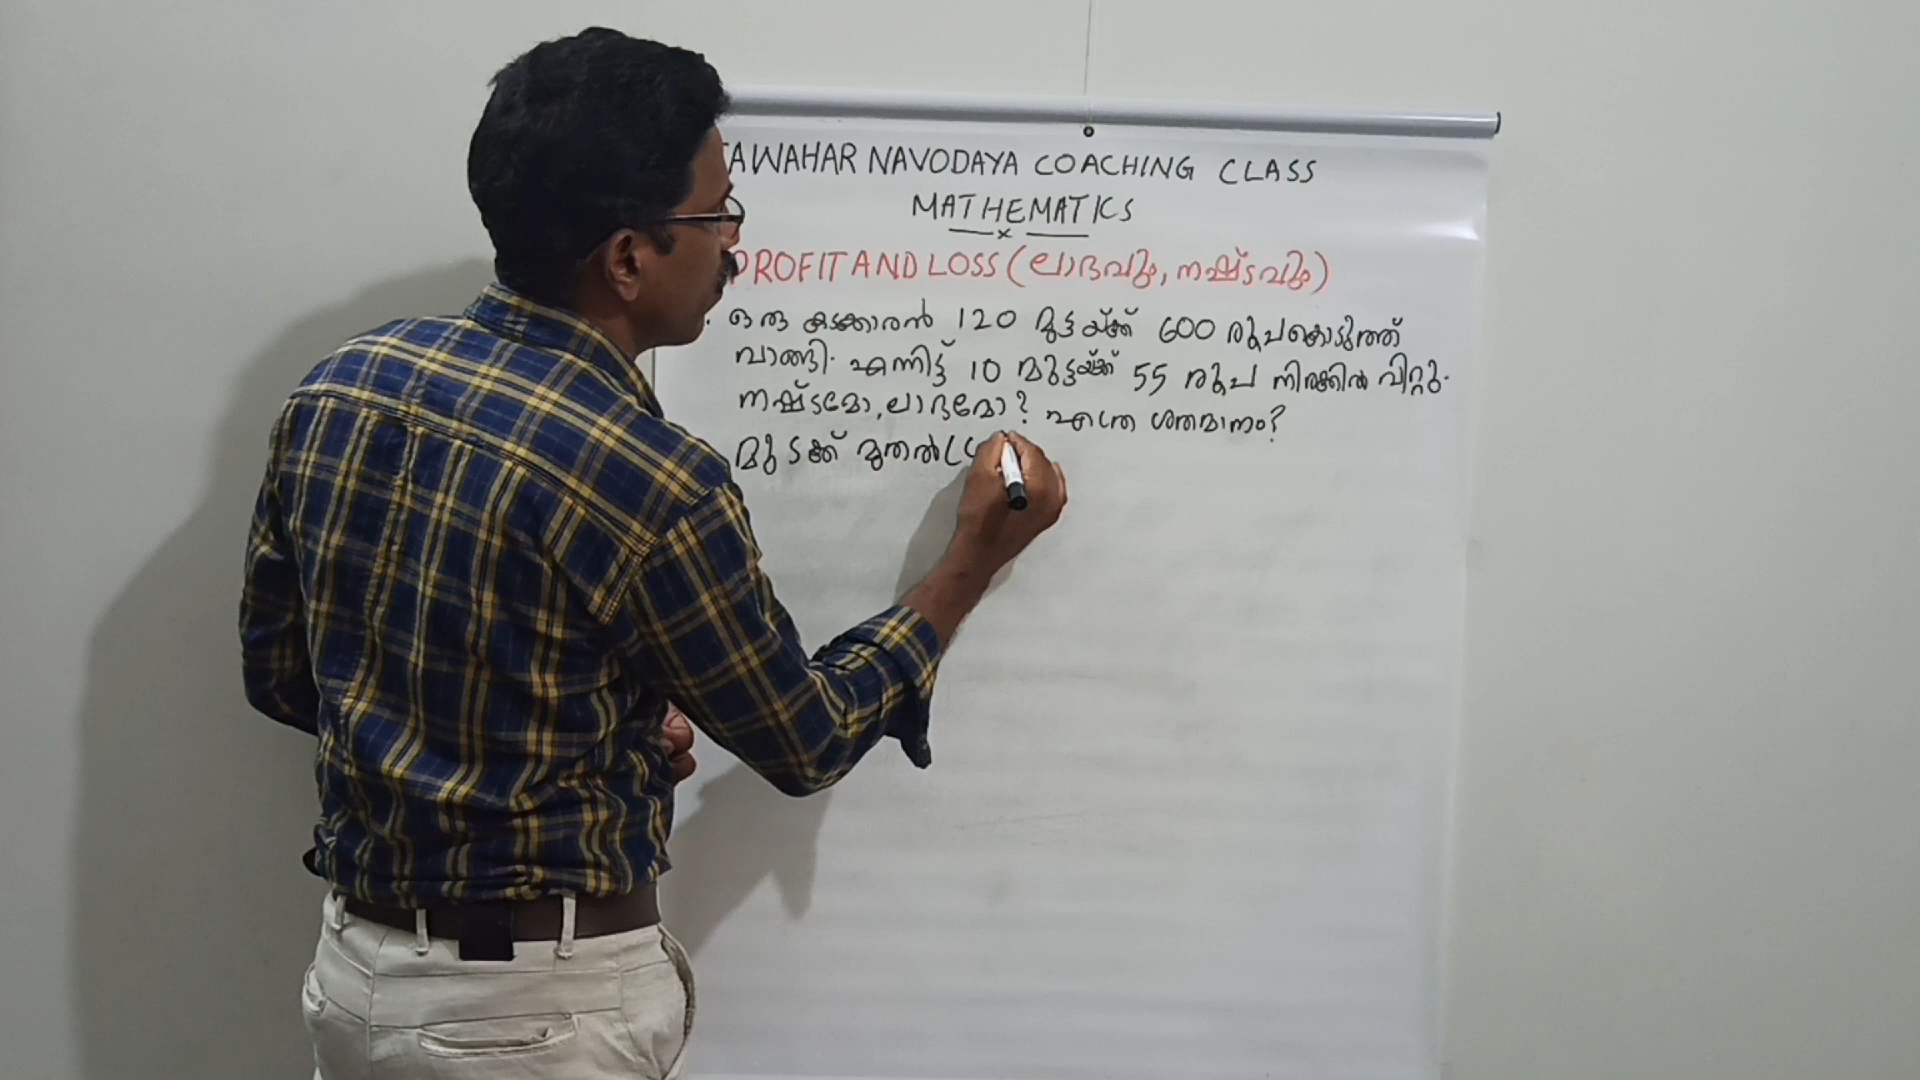 JAWAHAR NAVODAYA COACHING CLASS
MATHEMATICS
PROFIT AND LOSS (ലാഭവും, നഷ്ടവും)
ഒരു കടക്കാരൻ 120 മുട്ടയ്ക്ക് 600 രൂപകൊടുത്ത്
വാങ്ങി. എന്നിട്ട് 10 മുട്ടയ്ക്ക് 55 രൂപ നിരക്കിൽ വിറ്റു.
നഷ്ടമോ, ലാഭമോ? എത്ര ശതമാനം?
മുടക്ക് മുതൽ (C